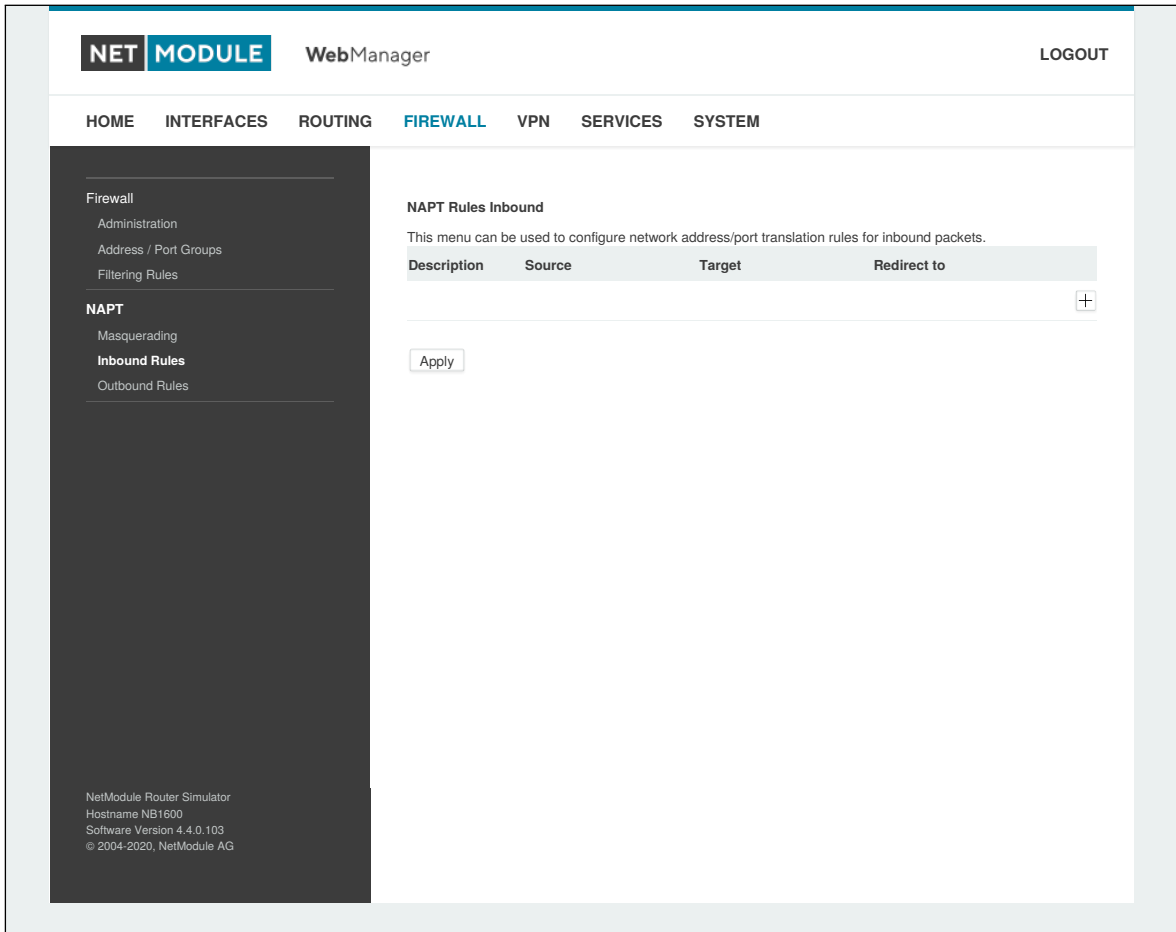 NET MODULE WebManager LOGOUT
HOME INTERFACES ROUTING FIREWALL VPN SERVICES SYSTEM
Firewall
Administration
Address / Port Groups
Filtering Rules
NAPT
Masquerading
Inbound Rules
Outbound Rules
NAPT Rules Inbound
This menu can be used to configure network address/port translation rules for inbound packets.
Description Source Target Redirect to
Apply
NetModule Router Simulator
Hostname NB1600
Software Version 4.4.0.103
© 2004-2020, NetModule AG